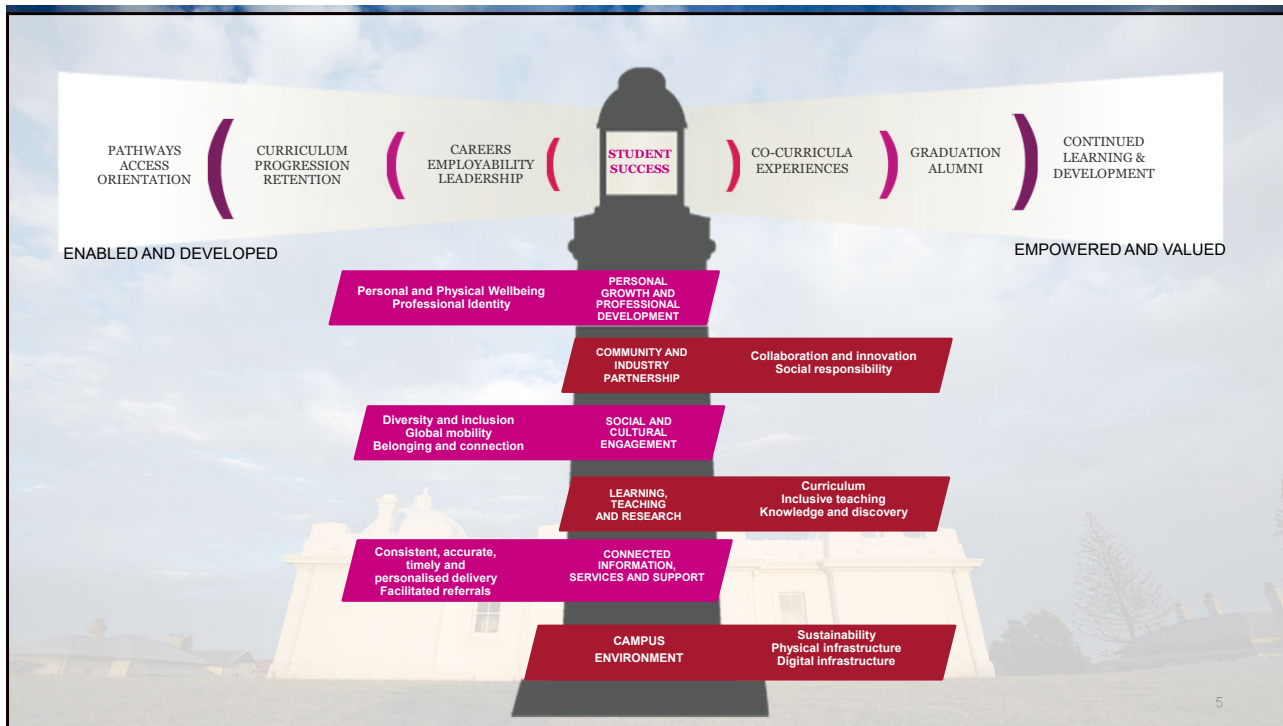 PATHWAYS
ACCESS
ORIENTATION
CURRICULUM
PROGRESSION
RETENTION
CAREERS
EMPLOYABILITY
LEADERSHIP
STUDENT
SUCCESS
CO-CURRICULA
EXPERIENCES
GRADUATION
ALUMNI
CONTINUED
LEARNING &
DEVELOPMENT
ENABLED AND DEVELOPED
EMPOWERED AND VALUED
Personal and Physical Wellbeing
Professional Identity
PERSONAL
GROWTH AND
PROFESSIONAL
DEVELOPMENT
COMMUNITY AND
INDUSTRY
PARTNERSHIP
Collaboration and innovation
Social responsibility
Diversity and inclusion
Global mobility
Belonging and connection
SOCIAL AND
CULTURAL
ENGAGEMENT
LEARNING,
TEACHING
AND RESEARCH
Curriculum
Inclusive teaching
Knowledge and discovery
Consistent, accurate,
timely and
personalised delivery
Facilitated referrals
CONNECTED
INFORMATION,
SERVICES AND SUPPORT
CAMPUS
ENVIRONMENT
Sustainability
Physical infrastructure
Digital infrastructure
5